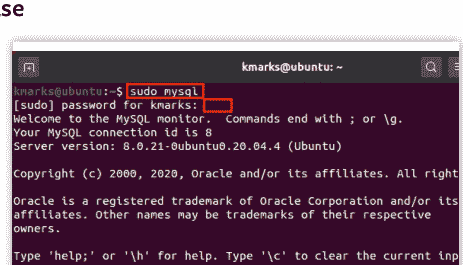 se
kmarks@ubuntu: ~
kmarks@ubuntu:~$ sudo mysql
[sudo] password for kmarks:
Welcome to the MySQL monitor.  Commands end with ; or \g.
Your MySQL connection id is 8
Server version: 8.0.21-0ubuntu0.20.04.4 (Ubuntu)
Copyright (c) 2000, 2020, Oracle and/or its affiliates. All right
Oracle is a registered trademark of Oracle Corporation and/or its
affiliates. Other names may be trademarks of their respective
owners.
Type 'help;' or '\h' for help. Type '\c' to clear the current inp